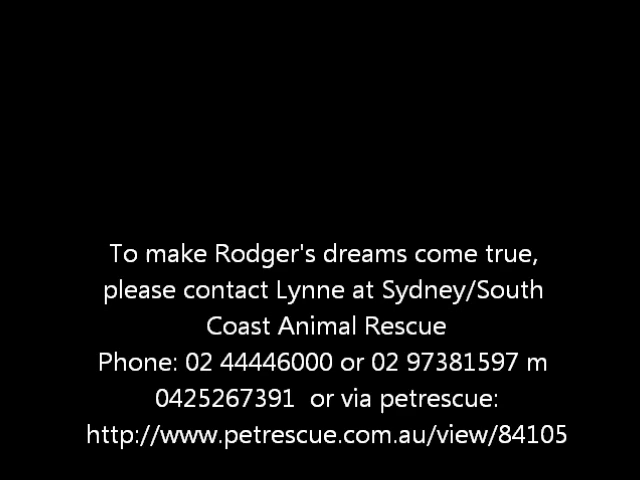 To make Rodger's dreams come true,
please contact Lynne at Sydney/South
Coast Animal Rescue
Phone: 02 44446000 or 02 97381597 m
0425267391  or via petrescue:
http://www.petrescue.com.au/view/84105